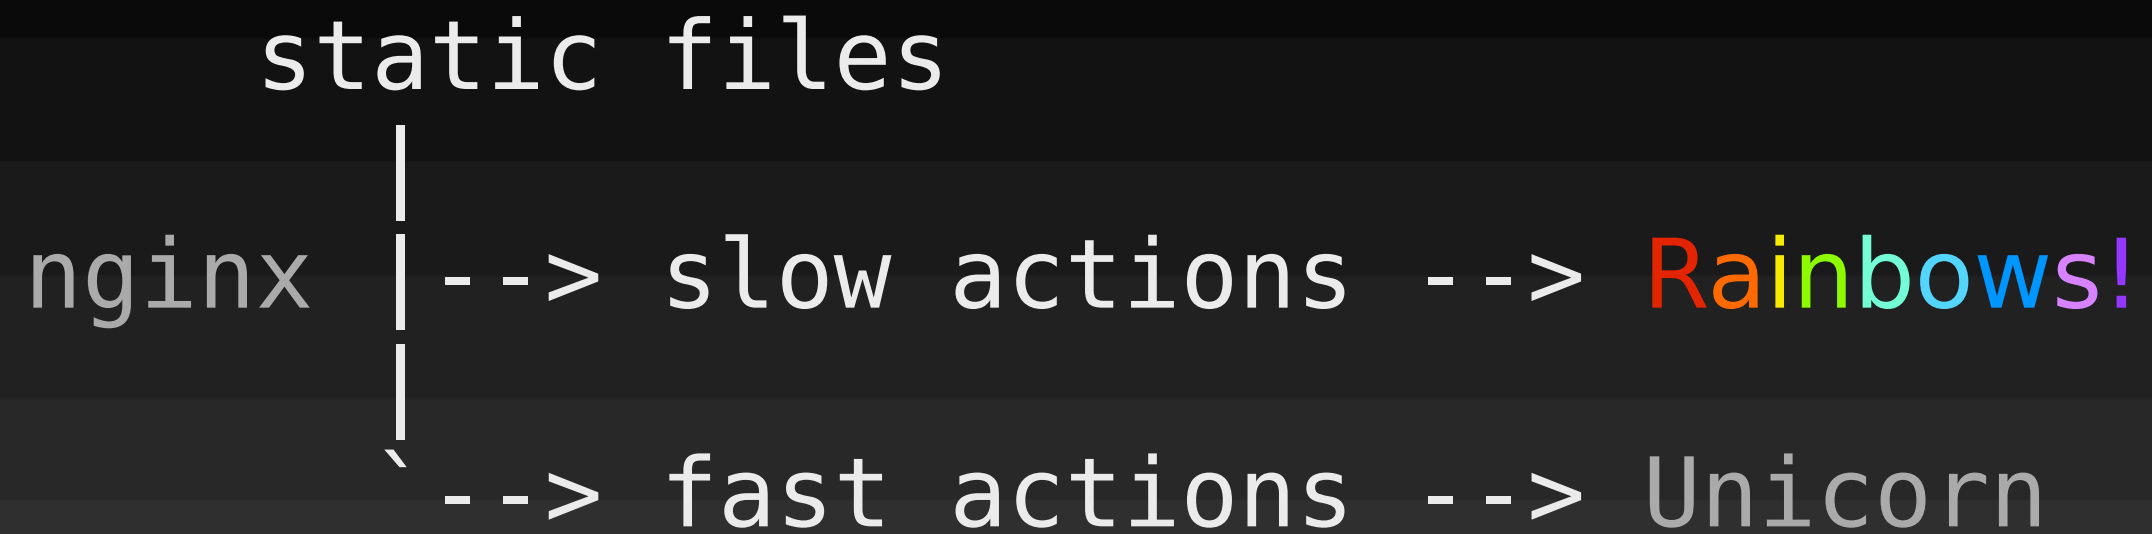 static files
|
nginx |--> slow actions --> Rainbows!
|
`--> fast actions --> Unicorn